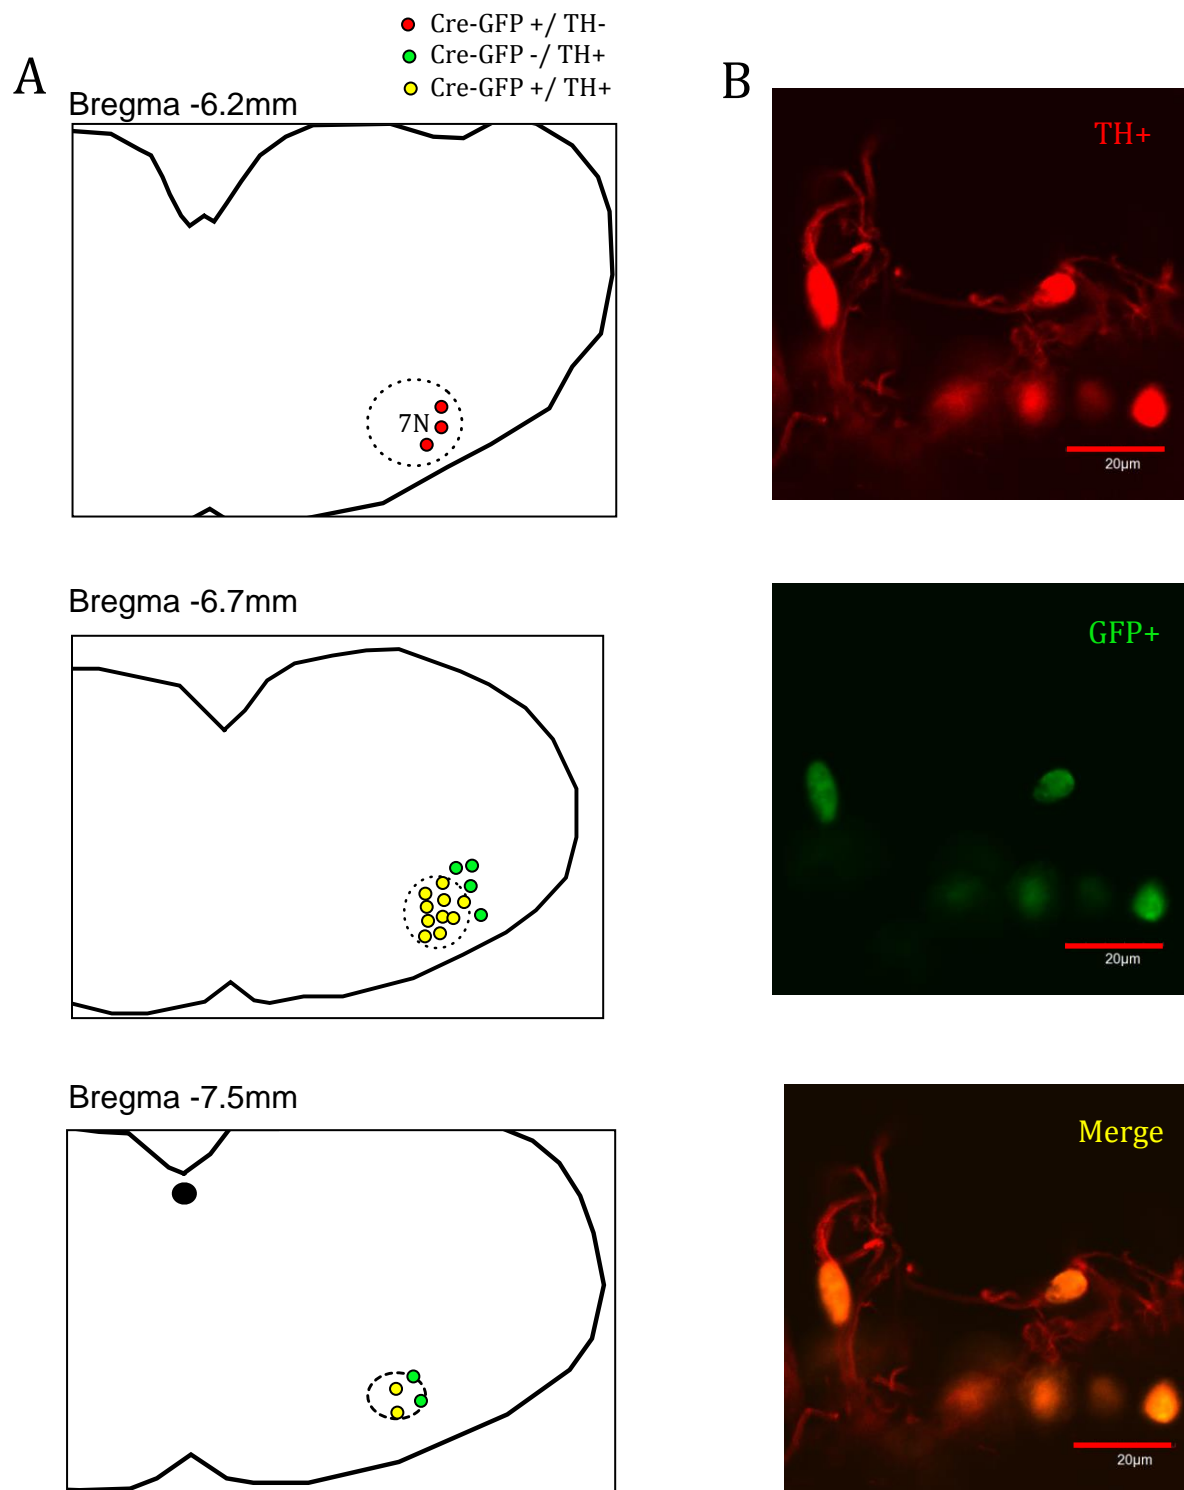 Cre-GFP +/ TH-
Cre-GFP -/ TH+
Cre-GFP +/ TH+
A
Bregma -6.2mm
7N
Bregma -6.7mm
Bregma -7.5mm
B
TH+
20µm
GFP+
20µm
Merge
20µm